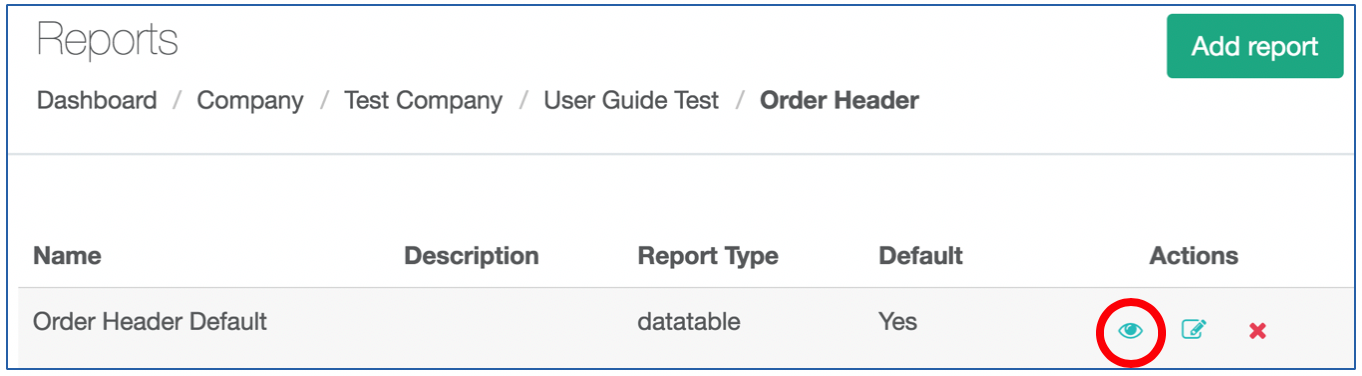 Reports
Add report
Dashboard / Company / Test Company / User Guide Test / Order Header
Name Description Report Type Default Actions
Order Header Default datatable Yes